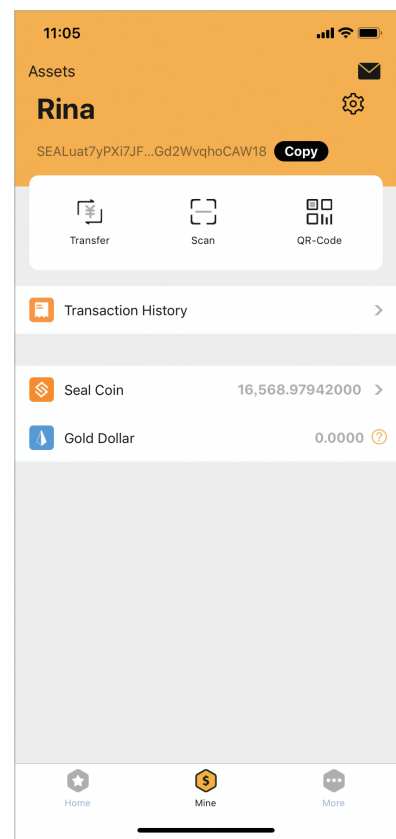 11:05
Assets
Rina
SEALuat7yPXi7JF...Gd2WvqhoCAW18 Copy
Transfer Scan QR-Code
Transaction History
Seal Coin 16,568.97942000
Gold Dollar 0.0000
Home Mine More